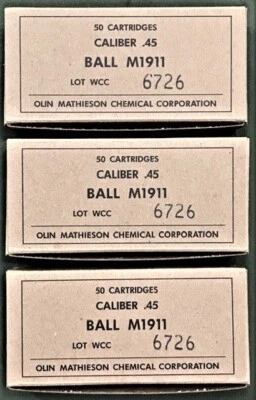 50 CARTRIDGES
CALIBER .45
BALL M1911
LOT WCC 6726
OLIN MATHIESON CHEMICAL CORPORATION
50 CARTRIDGES
CALIBER .45
BALL M1911
LOT WCC 6726
OLIN MATHIESON CHEMICAL CORPORATION
50 CARTRIDGES
CALIBER .45
BALL M1911
LOT WCC 6726
OLIN MATHIESON CHEMICAL CORPORATION